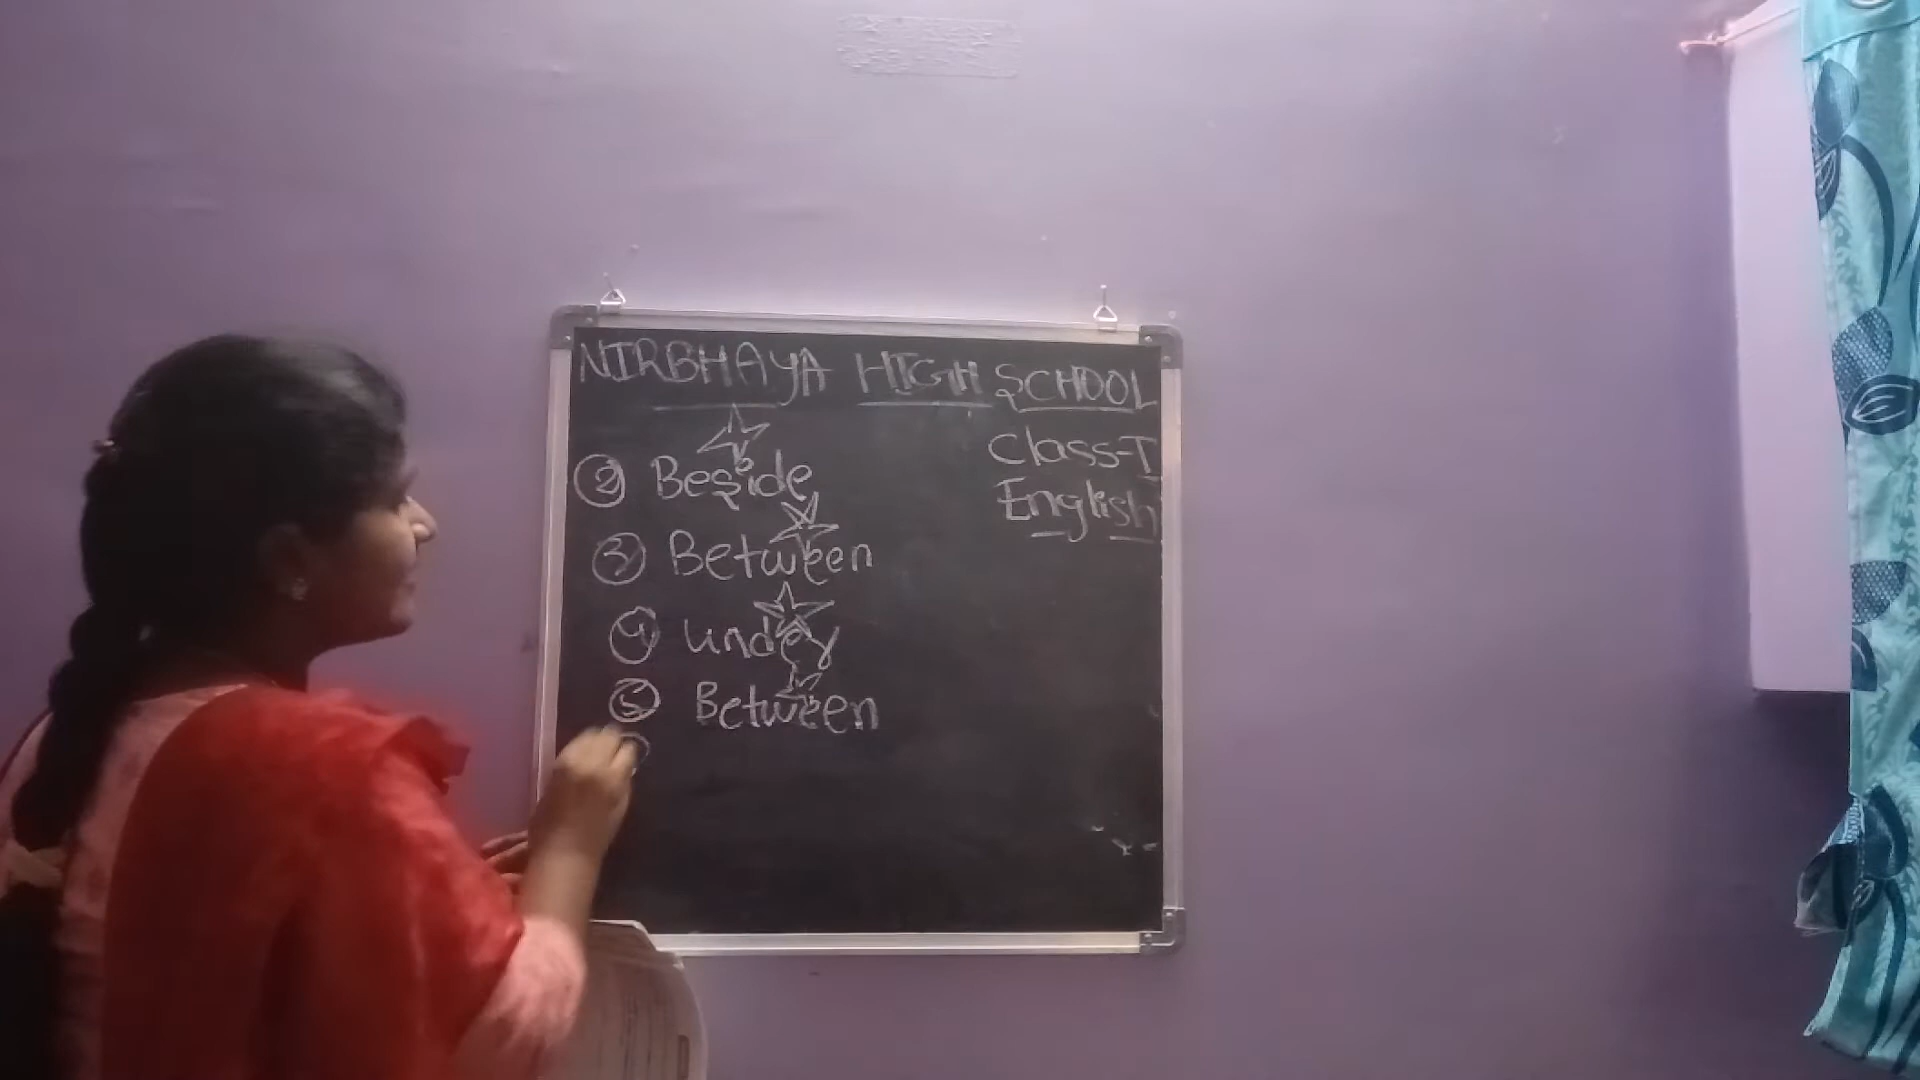 NIRBHAYA HIGH SCHOOL
Class-I
English
② Beside
③ Between
④ under
⑤ Between